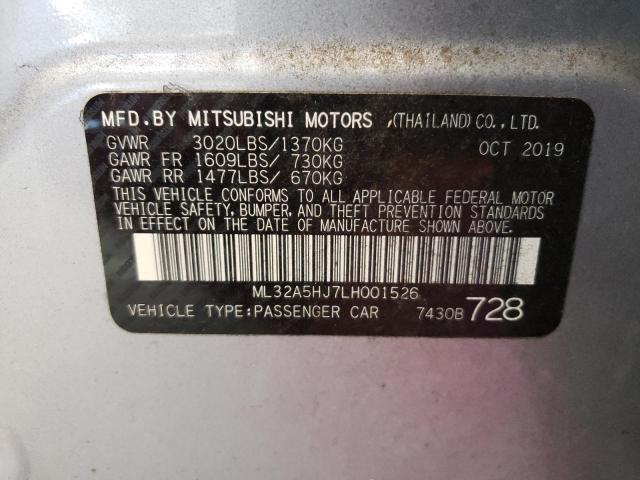 MFD.BY MITSUBISHI MOTORS (THAILAND) CO.,LTD.
GVWR 3020LBS/1370KG OCT 2019
GAWR FR 1609LBS/ 730KG
GAWR RR 1477LBS/ 670KG
THIS VEHICLE CONFORMS TO ALL APPLICABLE FEDERAL MOTOR
VEHICLE SAFETY, BUMPER, AND THEFT PREVENTION STANDARDS
IN EFFECT ON THE DATE OF MANUFACTURE SHOWN ABOVE.
ML32A5HJ7LH001526
VEHICLE TYPE:PASSENGER CAR 7430B 728